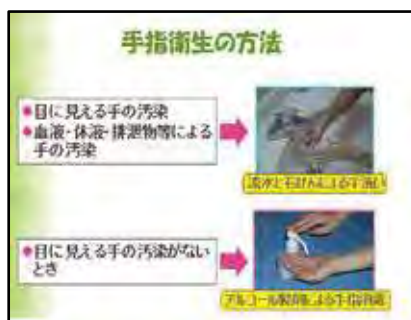 手指衛生の方法
●目に見える手の汚染
●血液・体液・排泄物等による
手の汚染
流水と石けんによる手洗い
●目に見える手の汚染がない
とき
アルコール製剤による手指消毒